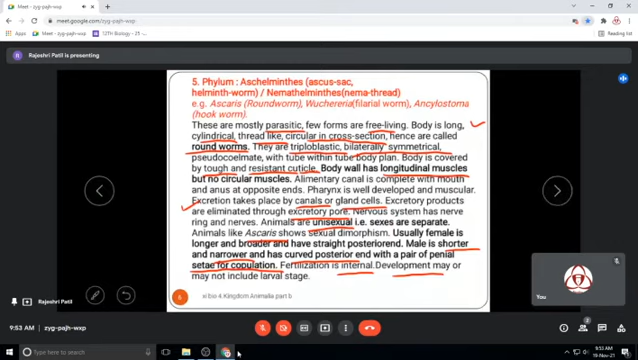 Meet - zyg-pajh-wxp
meet.google.com/zyg-pajh-wxp
Apps
Meet - zyg-pajh-wxp
12TH Biology - 21 -
Reading list
R
Rajeshri Patil is presenting
5. Phylum : Aschelminthes (ascus-sac,
helminth-worm) / Nemathelminthes(nema-thread)
e.g. Ascaris (Roundworm), Wuchereria(filarial worm), Ancylostoma
(hook worm).
These are mostly parasitic, few forms are free-living. Body is long,
cylindrical, thread like, circular in cross-section, hence are called
round worms. They are triploblastic, bilaterally symmetrical,
pseudocoelmate, with tube within tube body plan. Body is covered
by tough and resistant cuticle. Body wall has longitudinal muscles
but no circular muscles. Alimentary canal is complete with mouth
and anus at opposite ends. Pharynx is well developed and muscular.
Excretion takes place by canals or gland cells. Excretory products
are eliminated through excretory pore. Nervous system has nerve
ring and nerves. Animals are unisexual i.e. sexes are separate.
Animals like Ascaris shows sexual dimorphism. Usually female is
longer and broader and have straight posteriorend. Male is shorter
and narrower and has curved posterior end with a pair of penial
setae for copulation. Fertilization is internal. Development may or
may not include larval stage.
6
xi bio 4.Kingdom Animalia part b
You
9:53 AM
zyg-pajh-wxp
2
Type here to search
9:53 AM